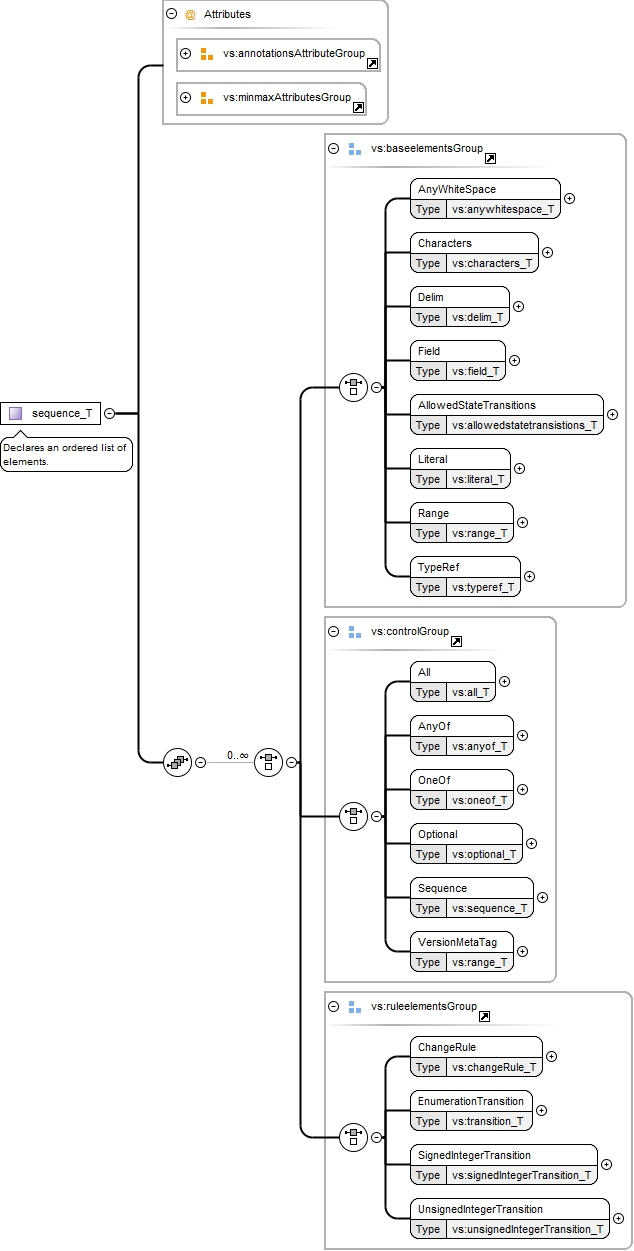 @ Attributes
vs:annotationsAttributeGroup
vs:minmaxAttributesGroup
sequence_T
Declares an ordered list of
elements.
0..∞
vs:baseelementsGroup
AnyWhiteSpace
Type vs:anywhitespace_T
Characters
Type vs:characters_T
Delim
Type vs:delim_T
Field
Type vs:field_T
AllowedStateTransitions
Type vs:allowedstatetransistions_T
Literal
Type vs:literal_T
Range
Type vs:range_T
TypeRef
Type vs:typeref_T
vs:controlGroup
All
Type vs:all_T
AnyOf
Type vs:anyof_T
OneOf
Type vs:oneof_T
Optional
Type vs:optional_T
Sequence
Type vs:sequence_T
VersionMetaTag
Type vs:range_T
vs:ruleelementsGroup
ChangeRule
Type vs:changeRule_T
EnumerationTransition
Type vs:transition_T
SignedIntegerTransition
Type vs:signedIntegerTransition_T
UnsignedIntegerTransition
Type vs:unsignedIntegerTransition_T